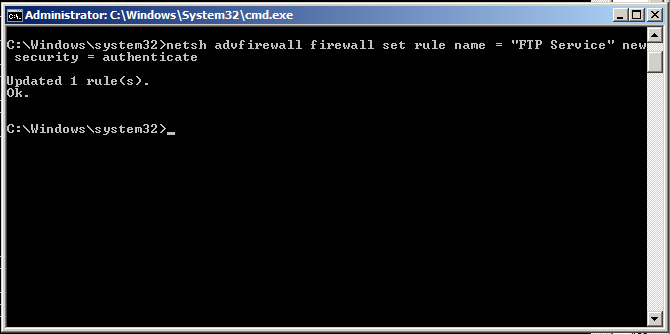 Administrator: C:\Windows\System32\cmd.exe
C:\Windows\system32>netsh advfirewall firewall set rule name = "FTP Service" new
 security = authenticate
Updated 1 rule(s).
Ok.
C:\Windows\system32>_